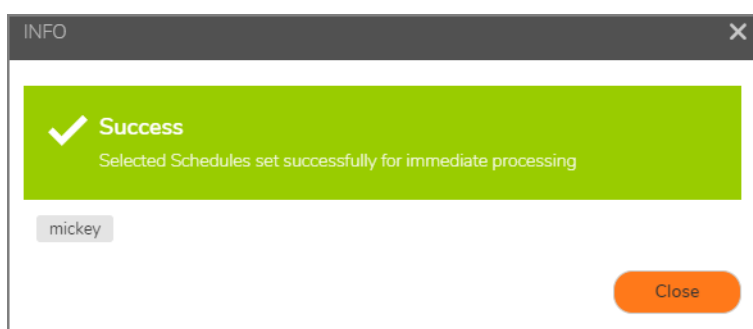 INFO
Success
Selected Schedules set successfully for immediate processing
mickey
Close